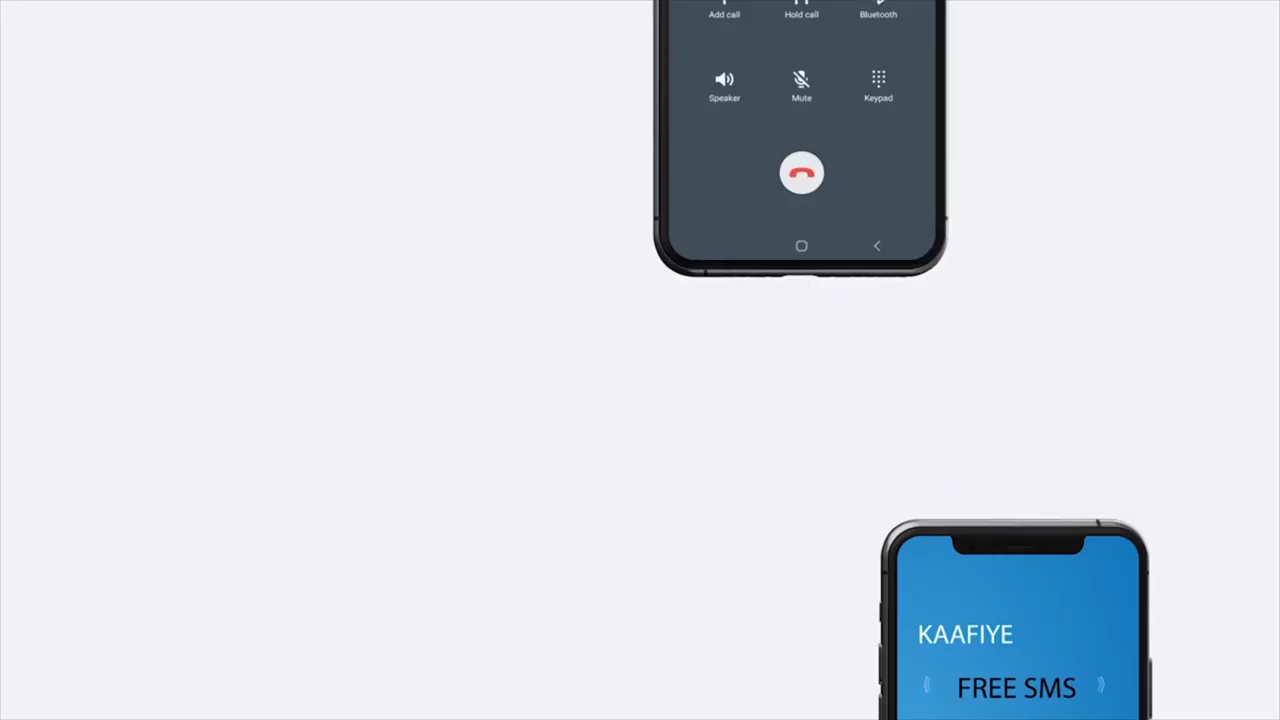 Add call Hold call Bluetooth
Speaker Mute Keypad
KAAFIYE
FREE SMS